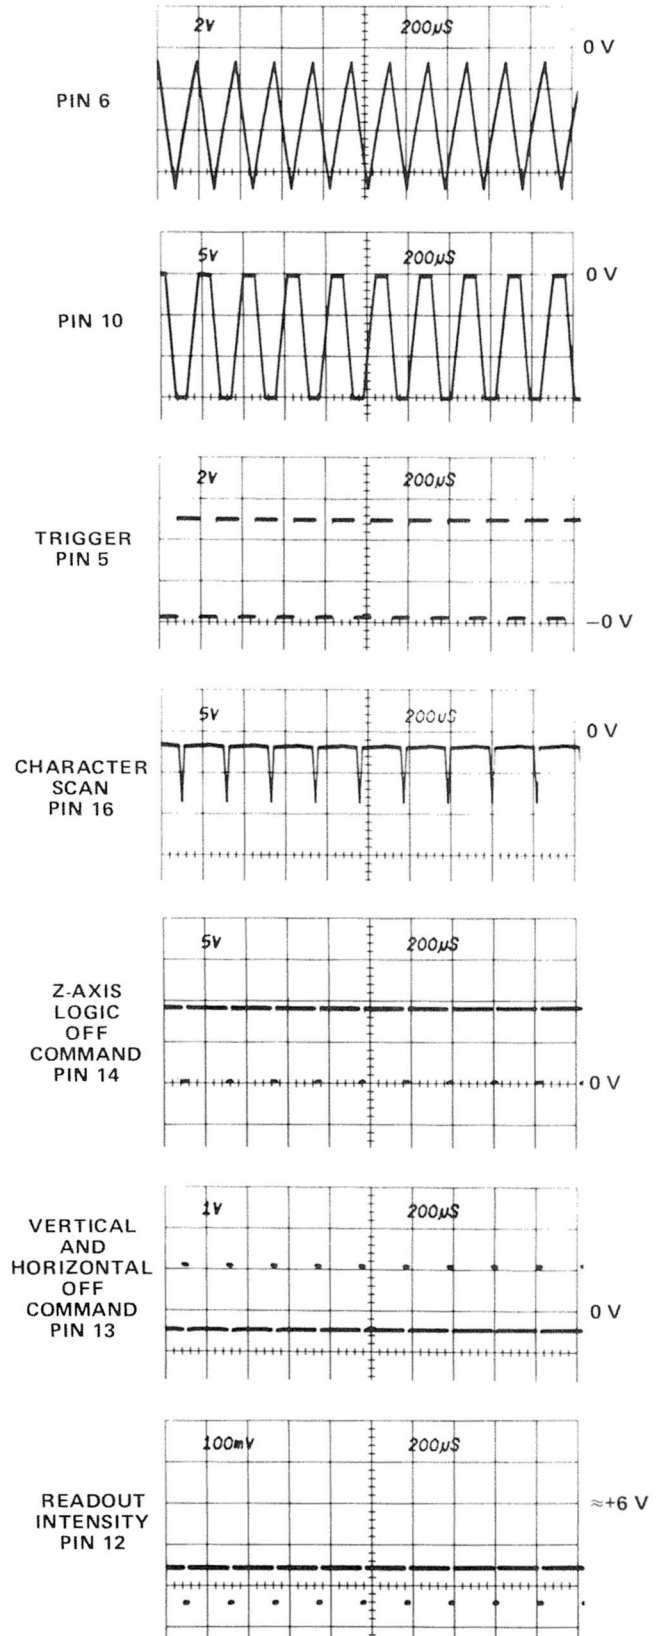 2V 200µS 0 V
PIN 6
5V 200µS 0 V
PIN 10
2V 200µS
TRIGGER
PIN 5
–0 V
5V 200µS 0 V
CHARACTER
SCAN
PIN 16
5V 200µS
Z-AXIS
LOGIC
OFF
COMMAND
PIN 14
0 V
1V 200µS
VERTICAL
AND
HORIZONTAL
OFF
COMMAND
PIN 13
0 V
100mV 200µS
READOUT
INTENSITY
PIN 12
≈+6 V